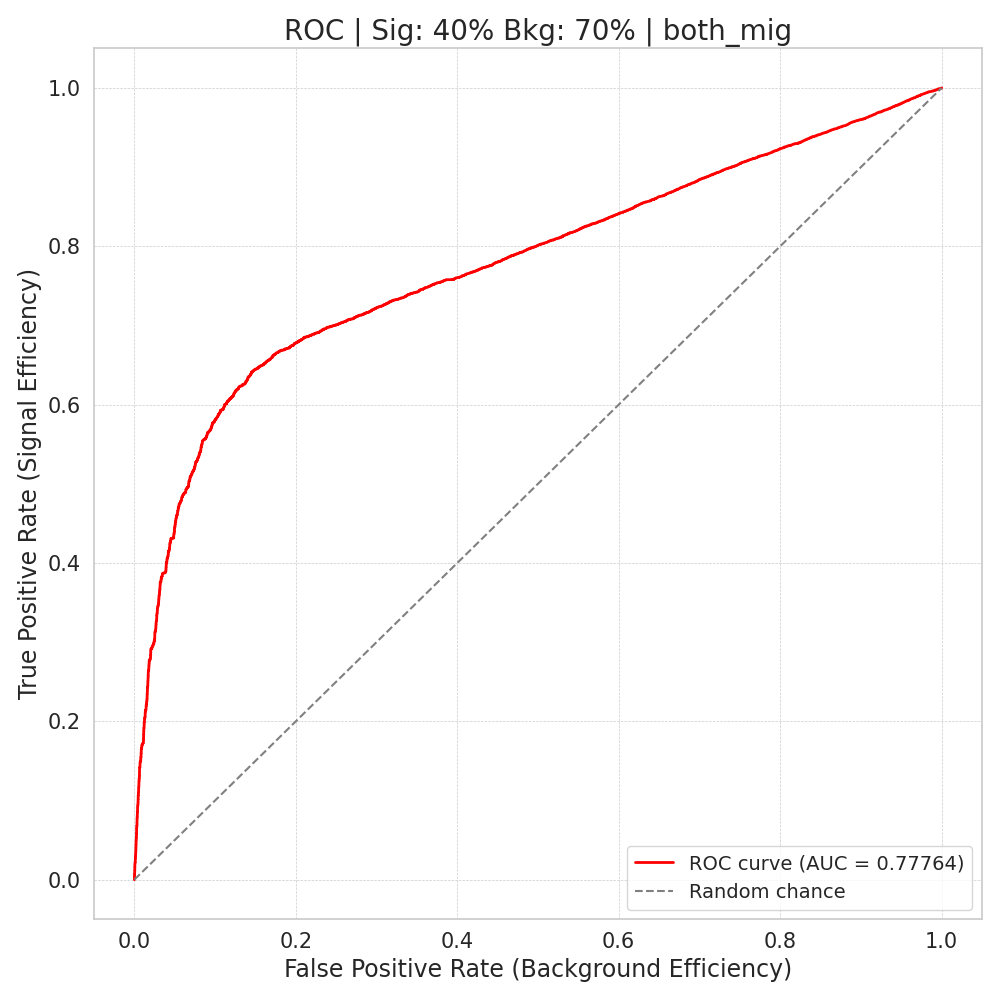 ROC | Sig: 40% Bkg: 70% | both_mig
True Positive Rate (Signal Efficiency)
1.0
0.8
0.6
0.4
0.2
0.0
ROC curve (AUC = 0.77764)
Random chance
0.0 0.2 0.4 0.6 0.8 1.0
False Positive Rate (Background Efficiency)